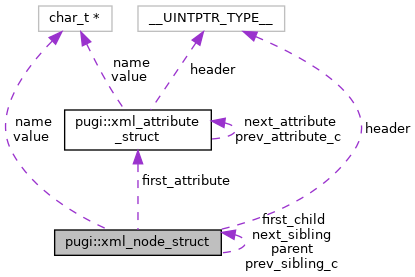 char_t *
__UINTPTR_TYPE__
name
value
header
pugi::xml_attribute
_struct
next_attribute
prev_attribute_c
name
value
header
first_attribute
first_child
next_sibling
parent
prev_sibling_c
pugi::xml_node_struct